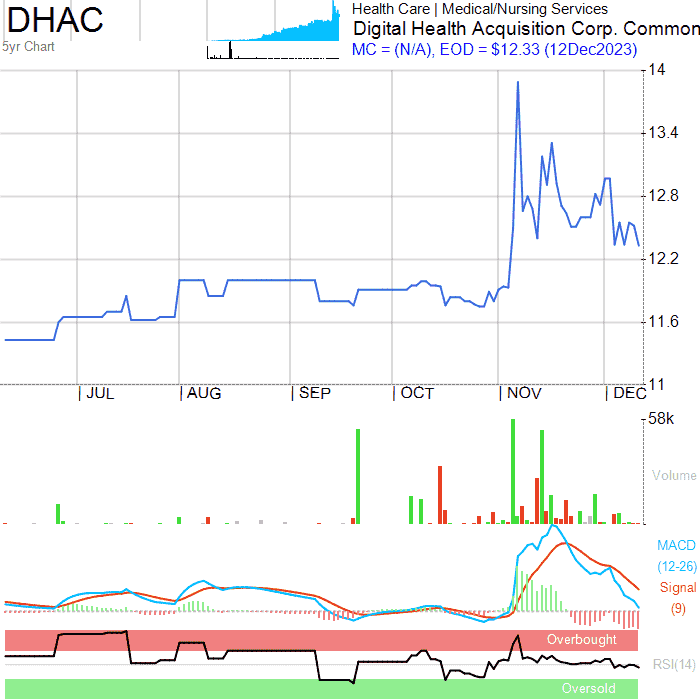 DHAC
5yr Chart
Health Care | Medical/Nursing Services
Digital Health Acquisition Corp. Common
MC = (N/A), EOD = $12.33 (12Dec2023)
14
13.4
12.8
12.2
11.6
11
JUL AUG SEP OCT NOV DEC
58k
Volume
MACD
(12-26)
Signal
(9)
Overbought
RSI(14)
Oversold